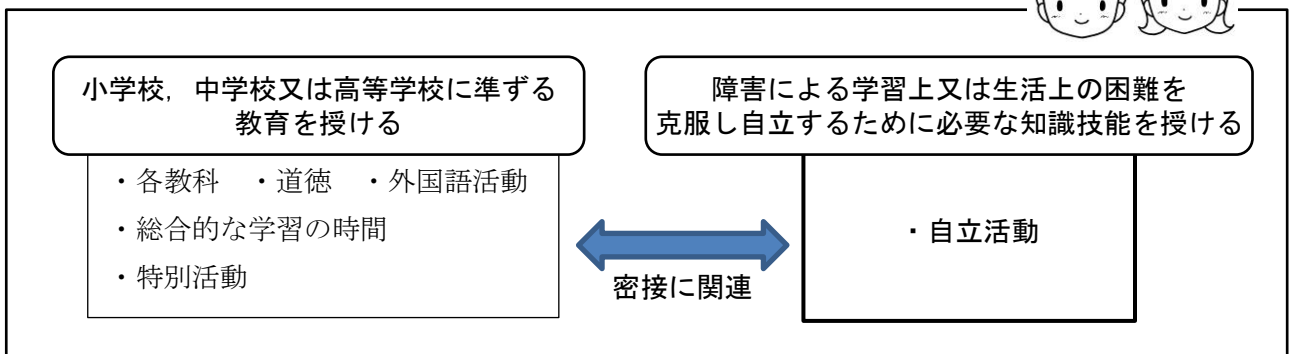 小学校，中学校又は高等学校に準ずる
教育を授ける
・各教科　・道徳　・外国語活動
・総合的な学習の時間
・特別活動
密接に関連
障害による学習上又は生活上の困難を
克服し自立するために必要な知識技能を授ける
・自立活動